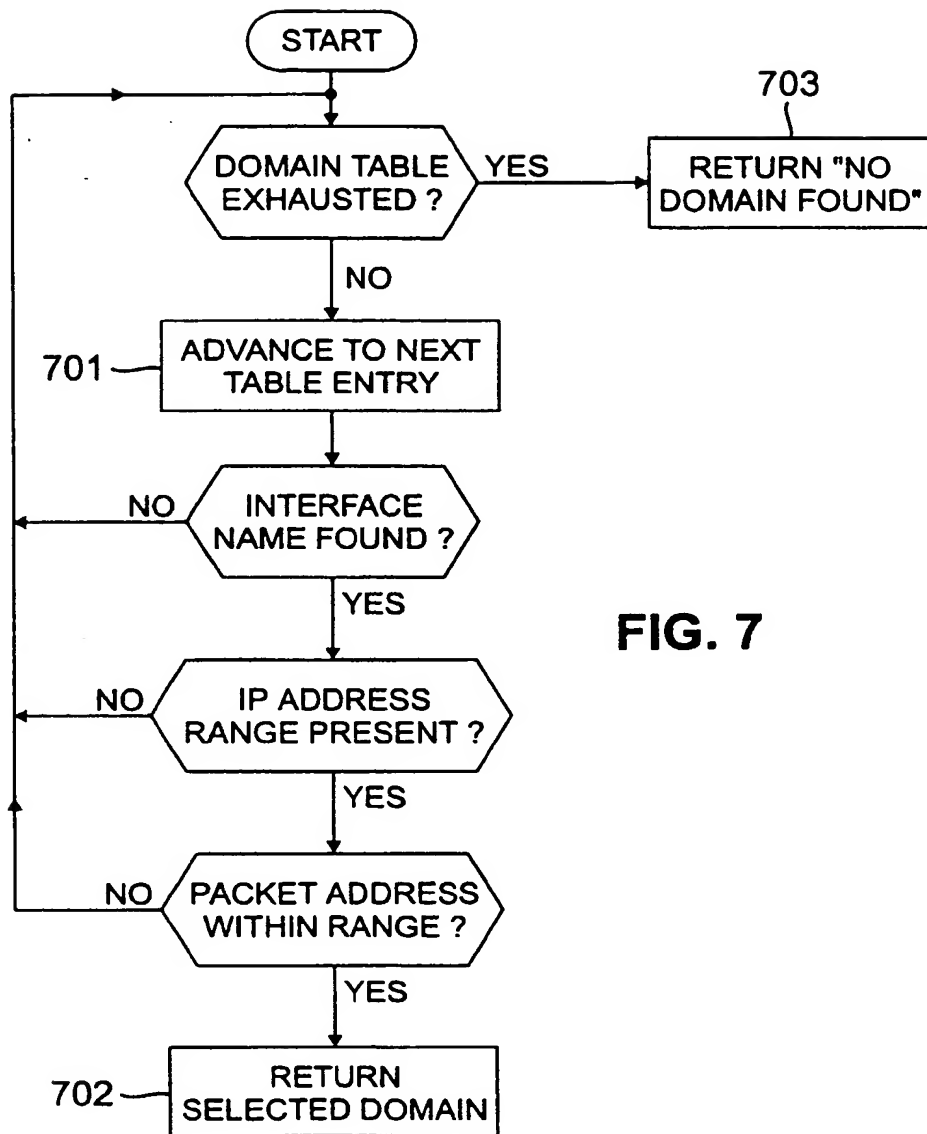 START
703
DOMAIN TABLE
EXHAUSTED ?
YES
RETURN "NO
DOMAIN FOUND"
NO
701
ADVANCE TO NEXT
TABLE ENTRY
NO
INTERFACE
NAME FOUND ?
YES
FIG. 7
NO
IP ADDRESS
RANGE PRESENT ?
YES
NO
PACKET ADDRESS
WITHIN RANGE ?
YES
702
RETURN
SELECTED DOMAIN